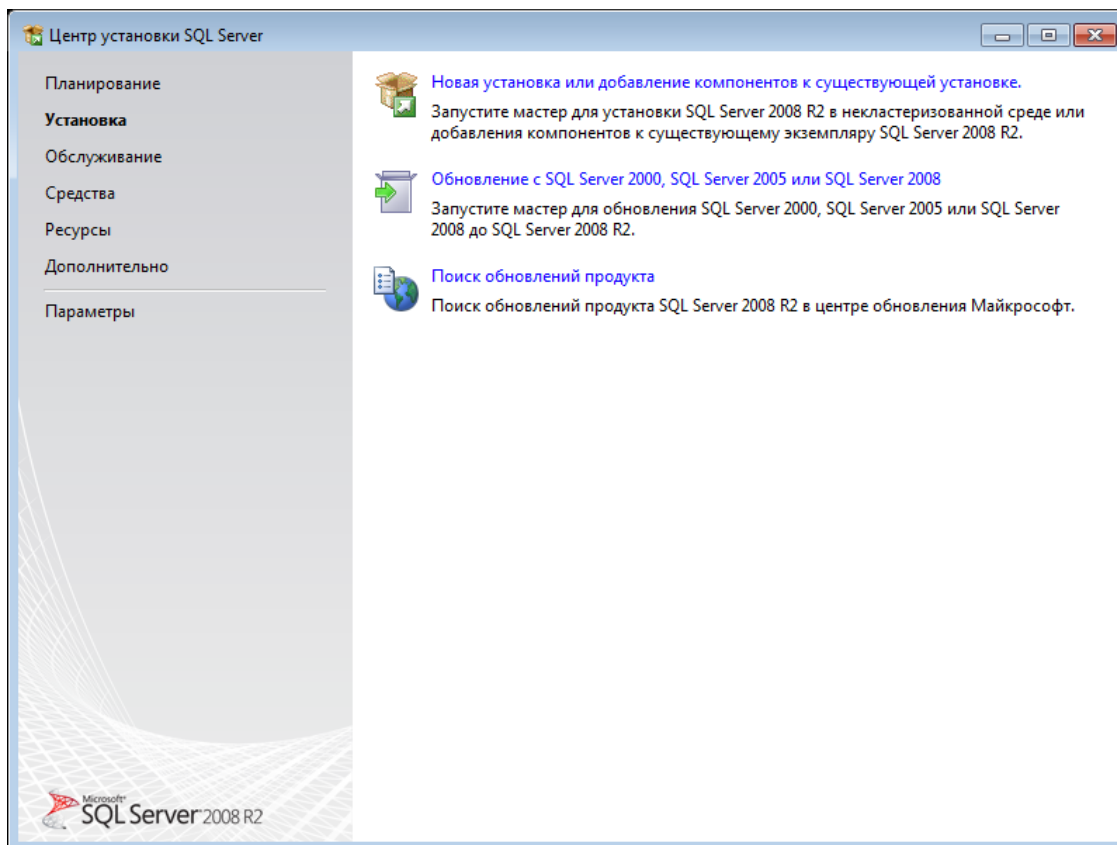 Центр установки SQL Server
Планирование
Установка
Обслуживание
Средства
Ресурсы
Дополнительно
Параметры
Новая установка или добавление компонентов к существующей установке.
Запустите мастер для установки SQL Server 2008 R2 в некластеризованной среде или
добавления компонентов к существующему экземпляру SQL Server 2008 R2.
Обновление с SQL Server 2000, SQL Server 2005 или SQL Server 2008
Запустите мастер для обновления SQL Server 2000, SQL Server 2005 или SQL Server
2008 до SQL Server 2008 R2.
Поиск обновлений продукта
Поиск обновлений продукта SQL Server 2008 R2 в центре обновления Майкрософт.
Microsoft®
SQL Server 2008 R2